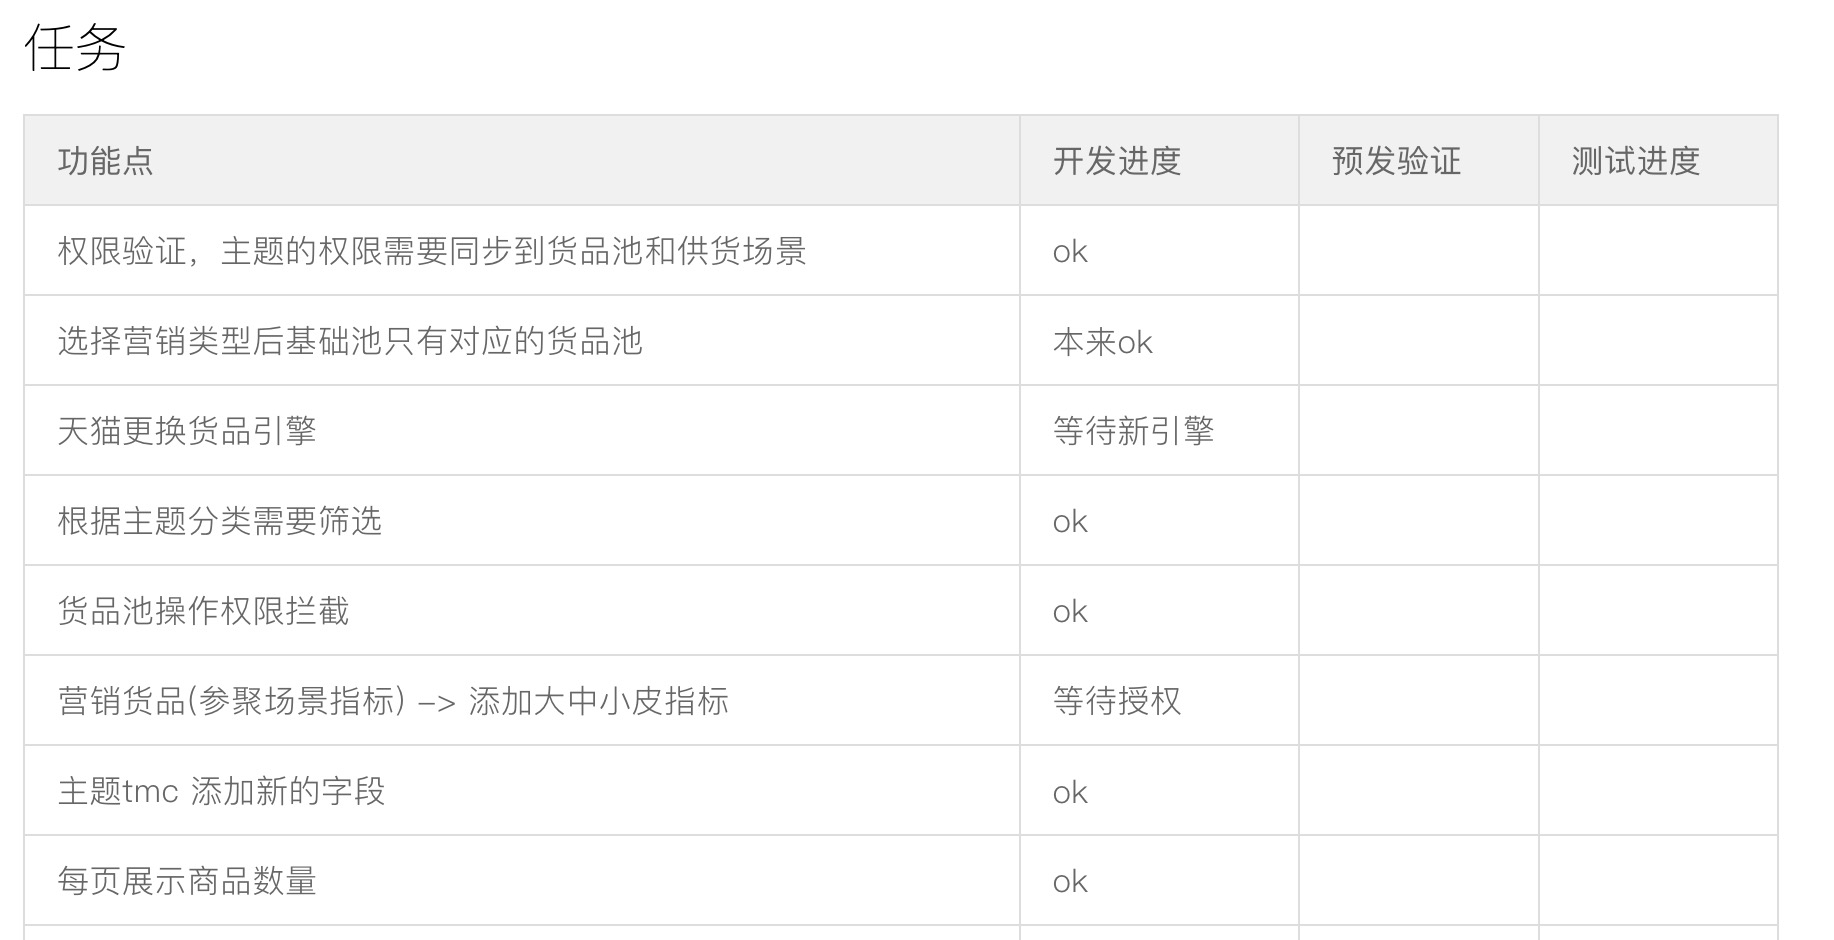 任务
功能点 开发进度 预发验证 测试进度
权限验证，主题的权限需要同步到货品池和供货场景 ok
选择营销类型后基础池只有对应的货品池 本来ok
天猫更换货品引擎 等待新引擎
根据主题分类需要筛选 ok
货品池操作权限拦截 ok
营销货品(参聚场景指标) -> 添加大中小皮指标 等待授权
主题tmc 添加新的字段 ok
每页展示商品数量 ok